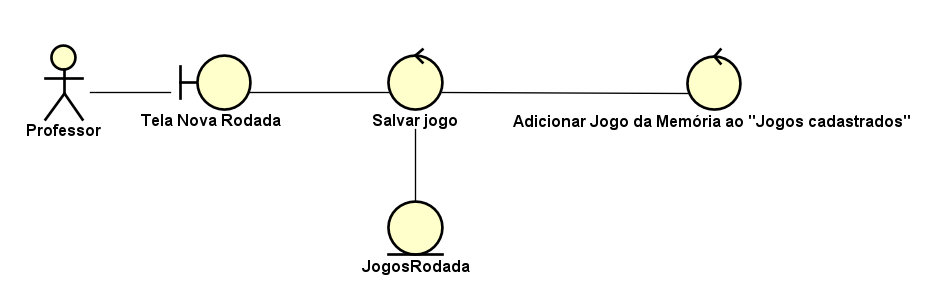 Professor
Tela Nova Rodada
Salvar jogo
Adicionar Jogo da Memória ao "Jogos cadastrados"
JogosRodada